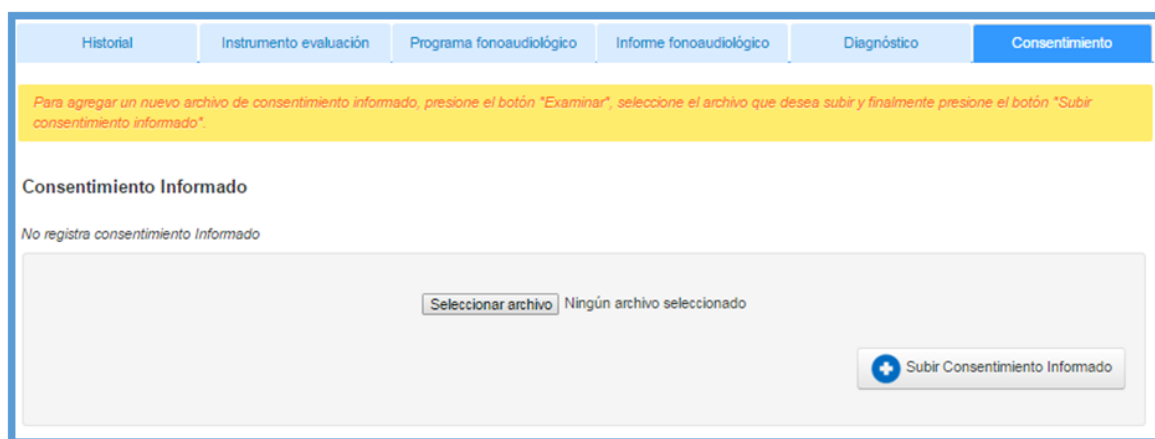 Historial
Instrumento evaluación
Programa fonoaudiológico
Informe fonoaudiológico
Diagnóstico
Consentimiento
Para agregar un nuevo archivo de consentimiento informado, presione el botón "Examinar", seleccione el archivo que desea subir y finalmente presione el botón "Subir
consentimiento informado".
Consentimiento Informado
No registra consentimiento Informado
Seleccionar archivo Ningún archivo seleccionado
Subir Consentimiento Informado